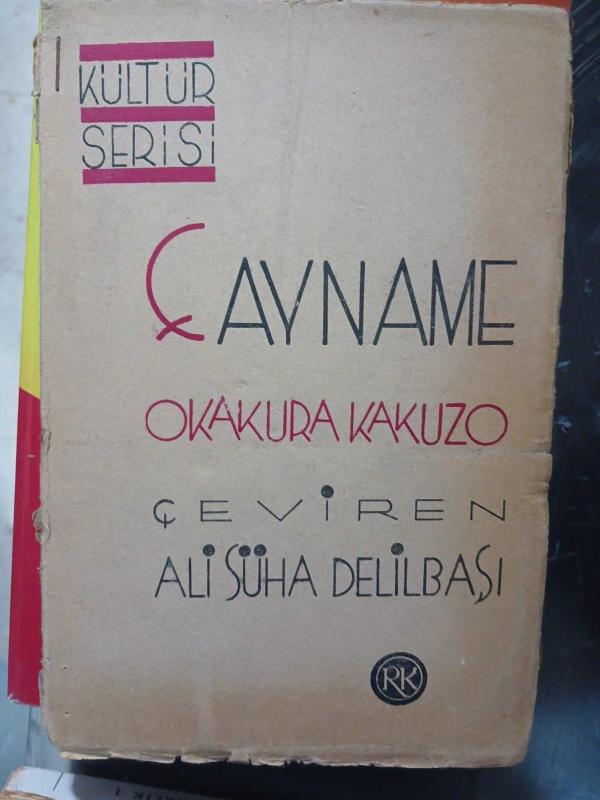 KÜLTÜR
SERİSİ
ÇAYNAME
OKAKURA KAKUZO
ÇEVİREN
ALİ SÜHA DELİLBAŞI
RK